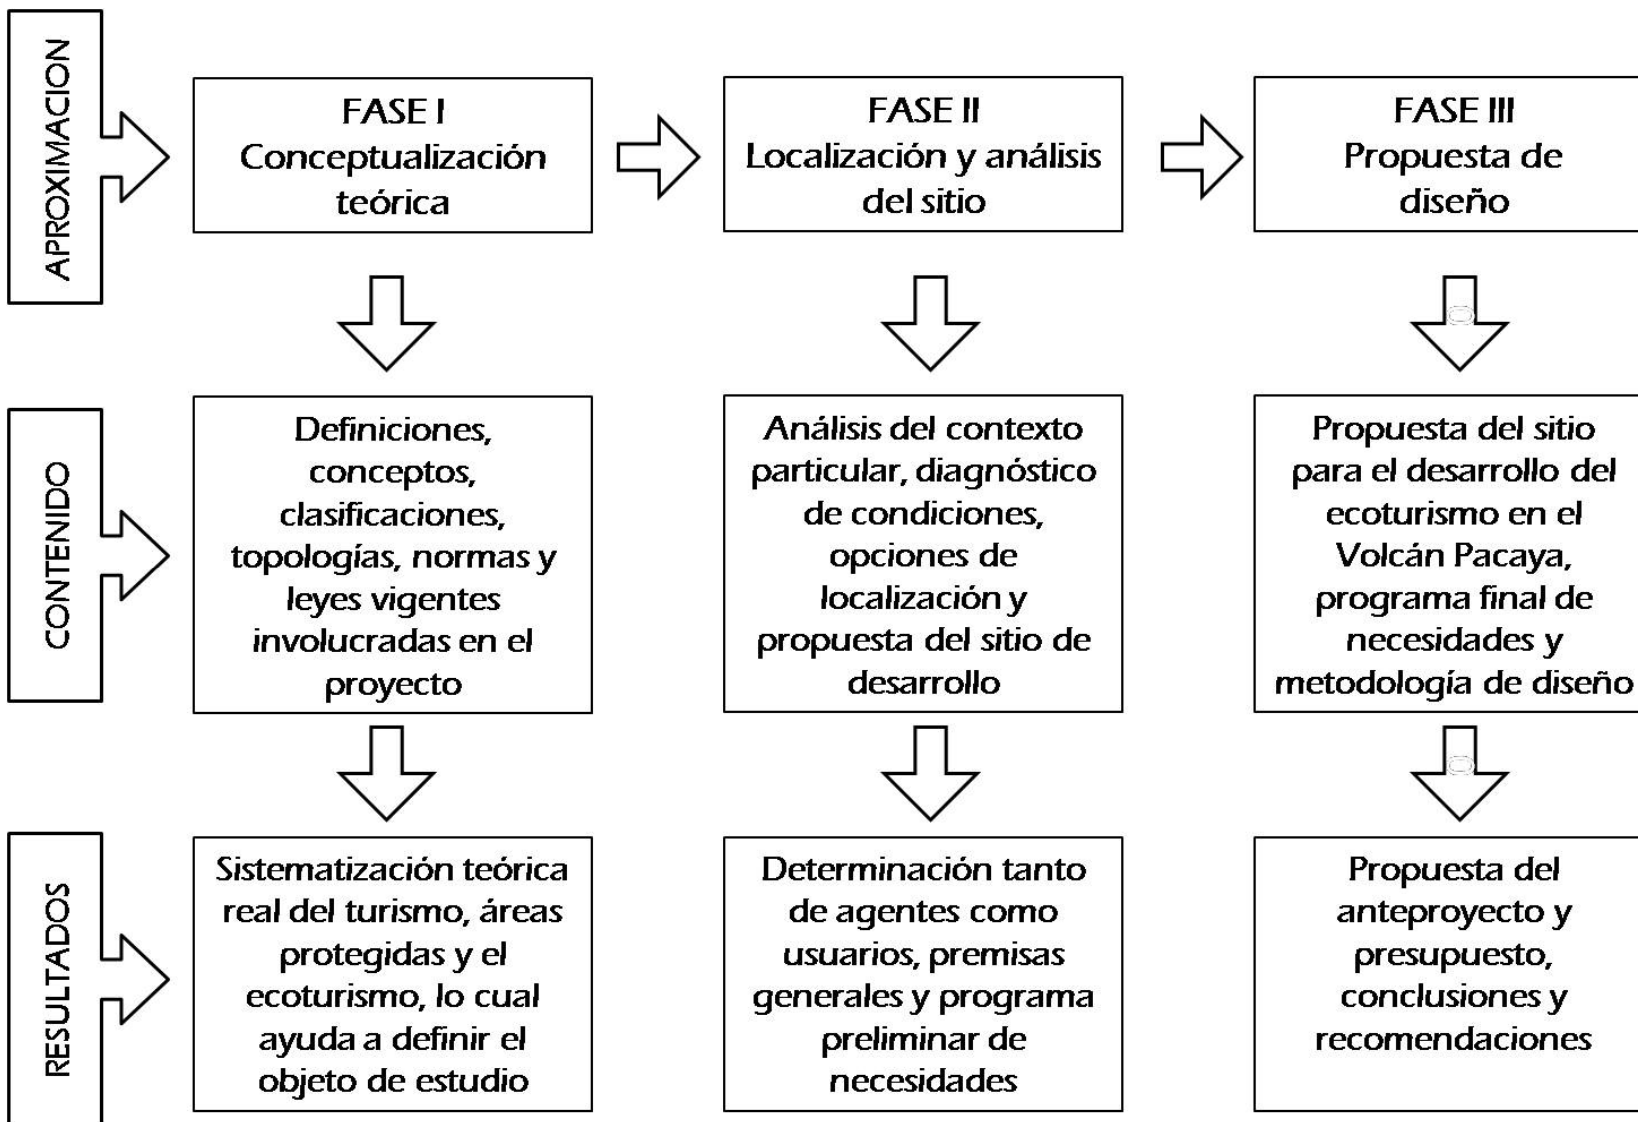 APROXIMACION
FASE I
Conceptualización
teórica
FASE II
Localización y análisis
del sitio
FASE III
Propuesta de
diseño
CONTENIDO
Definiciones,
conceptos,
clasificaciones,
topologías, normas y
leyes vigentes
involucradas en el
proyecto
Análisis del contexto
particular, diagnóstico
de condiciones,
opciones de
localización y
propuesta del sitio de
desarrollo
Propuesta del sitio
para el desarrollo del
ecoturismo en el
Volcán Pacaya,
programa final de
necesidades y
metodología de diseño
RESULTADOS
Sistematización teórica
real del turismo, áreas
protegidas y el
ecoturismo, lo cual
ayuda a definir el
objeto de estudio
Determinación tanto
de agentes como
usuarios, premisas
generales y programa
preliminar de
necesidades
Propuesta del
anteproyecto y
presupuesto,
conclusiones y
recomendaciones